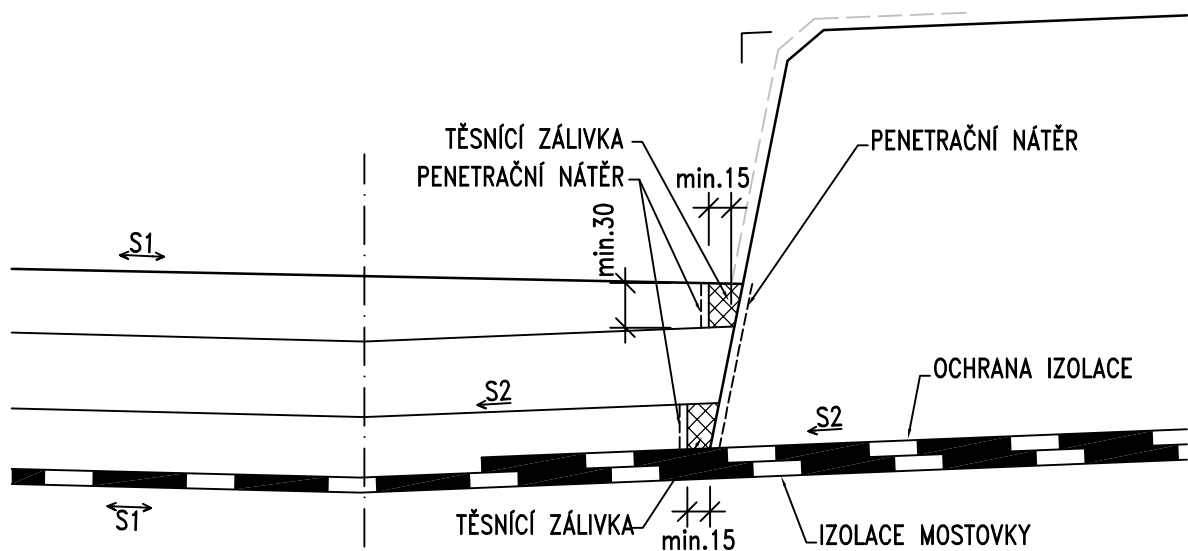 TĚSNÍCÍ ZÁLIVKA
PENETRAČNÍ NÁTĚR
PENETRAČNÍ NÁTĚR
min.15
min.30
S1
OCHRANA IZOLACE
S2
S2
S1
TĚSNÍCÍ ZÁLIVKA
min.15
IZOLACE MOSTOVKY